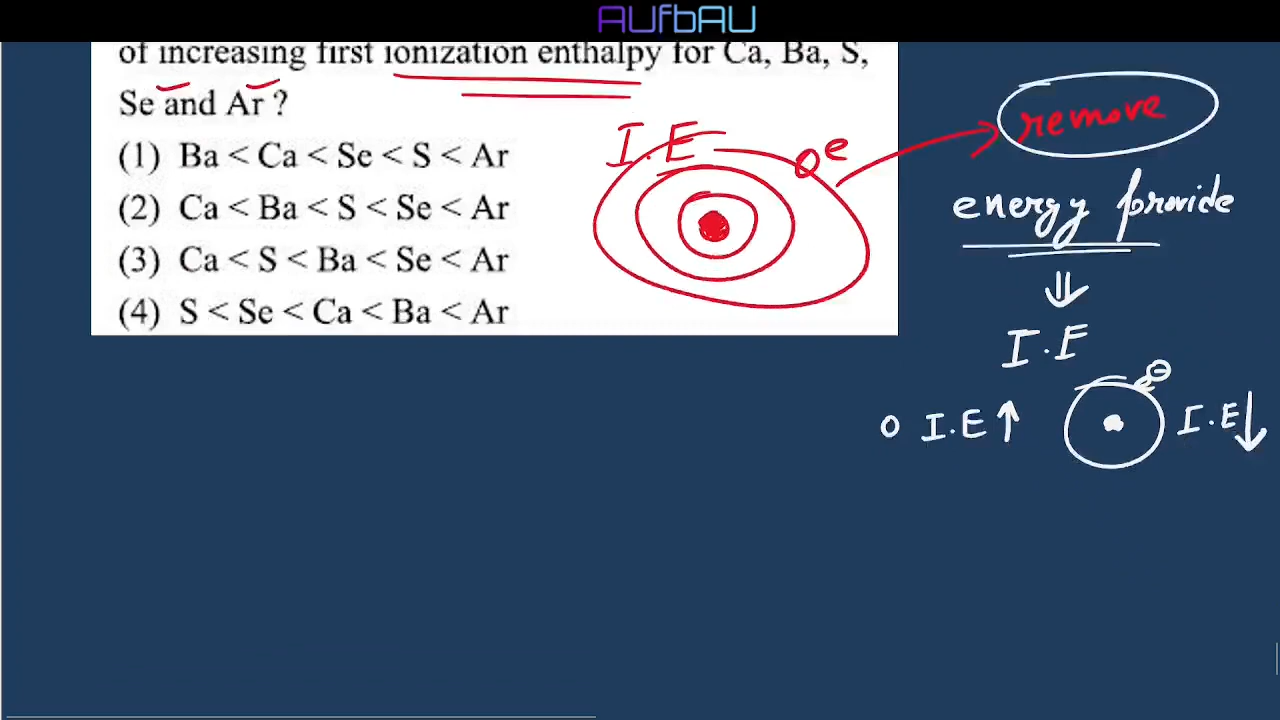 AUFBAU
of increasing first ionization enthalpy for Ca, Ba, S,
Se and Ar ?
(1) Ba < Ca < Se < S < Ar
(2) Ca < Ba < S < Se < Ar
(3) Ca < S < Ba < Se < Ar
(4) S < Se < Ca < Ba < Ar
I.E
e
remove
energy provide
⇓
I.E
e⊖
o I.E ↑
I.E ↓